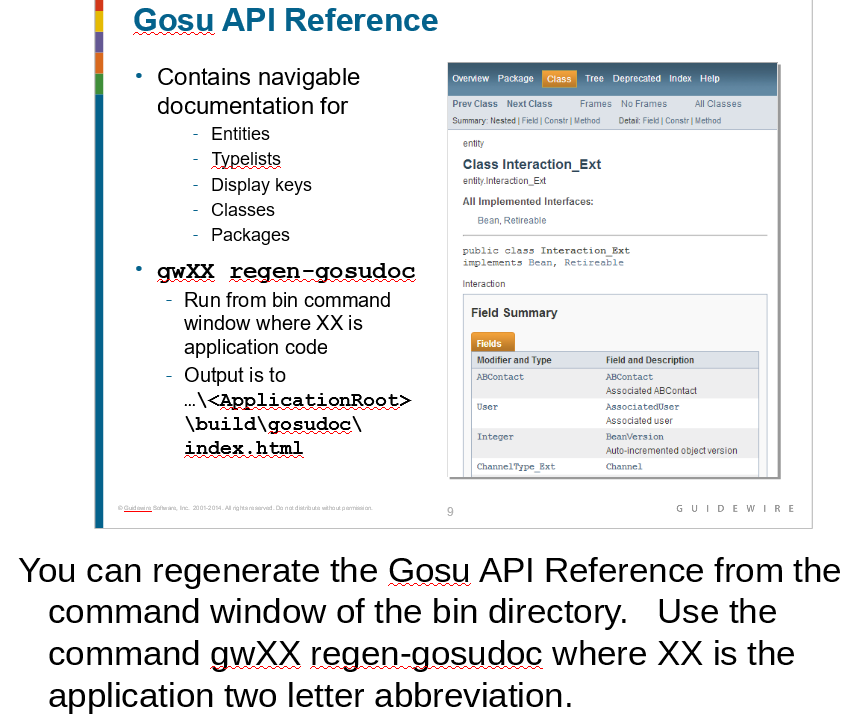 Gosu API Reference
• Contains navigable
documentation for
- Entities
- Typelists
- Display keys
- Classes
- Packages
• gwXX regen-gosudoc
- Run from bin command
window where XX is
application code
- Output is to
…\<ApplicationRoot>
\build\gosudoc\
index.html
Overview Package Class Tree Deprecated Index Help
Prev Class Next Class Frames No Frames All Classes
Summary: Nested | Field | Constr | Method Detail: Field | Constr | Method
entity
Class Interaction_Ext
entity.Interaction_Ext
All Implemented Interfaces:
Bean, Retireable
public class Interaction_Ext
implements Bean, Retireable
Interaction
Field Summary
Fields
Modifier and Type Field and Description
ABContact ABContact
Associated ABContact
User AssociatedUser
Associated user
Integer BeanVersion
Auto-incremented object version
ChannelType_Ext Channel
© Guidewire Software, Inc. 2001-2014. All rights reserved. Do not distribute without permission.
9
GUIDEWIRE
You can regenerate the Gosu API Reference from the
command window of the bin directory. Use the
command gwXX regen-gosudoc where XX is the
application two letter abbreviation.